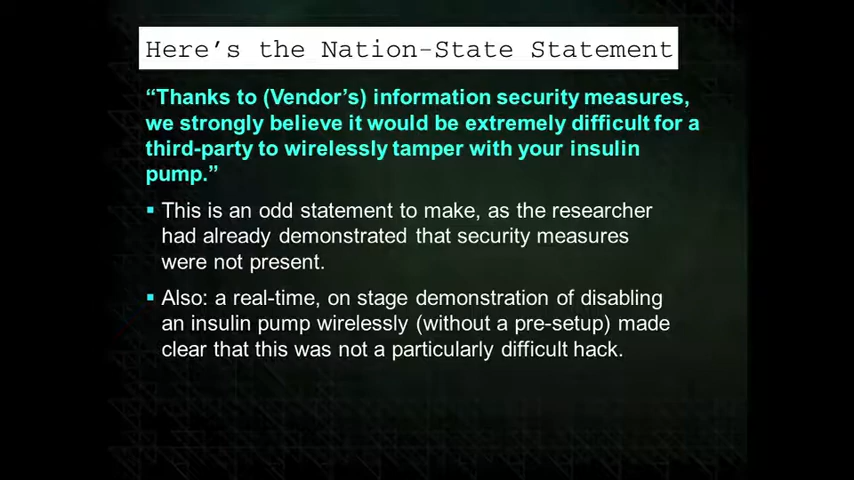 Here's the Nation-State Statement
“Thanks to (Vendor’s) information security measures,
we strongly believe it would be extremely difficult for a
third-party to wirelessly tamper with your insulin
pump.”
▪ This is an odd statement to make, as the researcher
had already demonstrated that security measures
were not present.
▪ Also: a real-time, on stage demonstration of disabling
an insulin pump wirelessly (without a pre-setup) made
clear that this was not a particularly difficult hack.